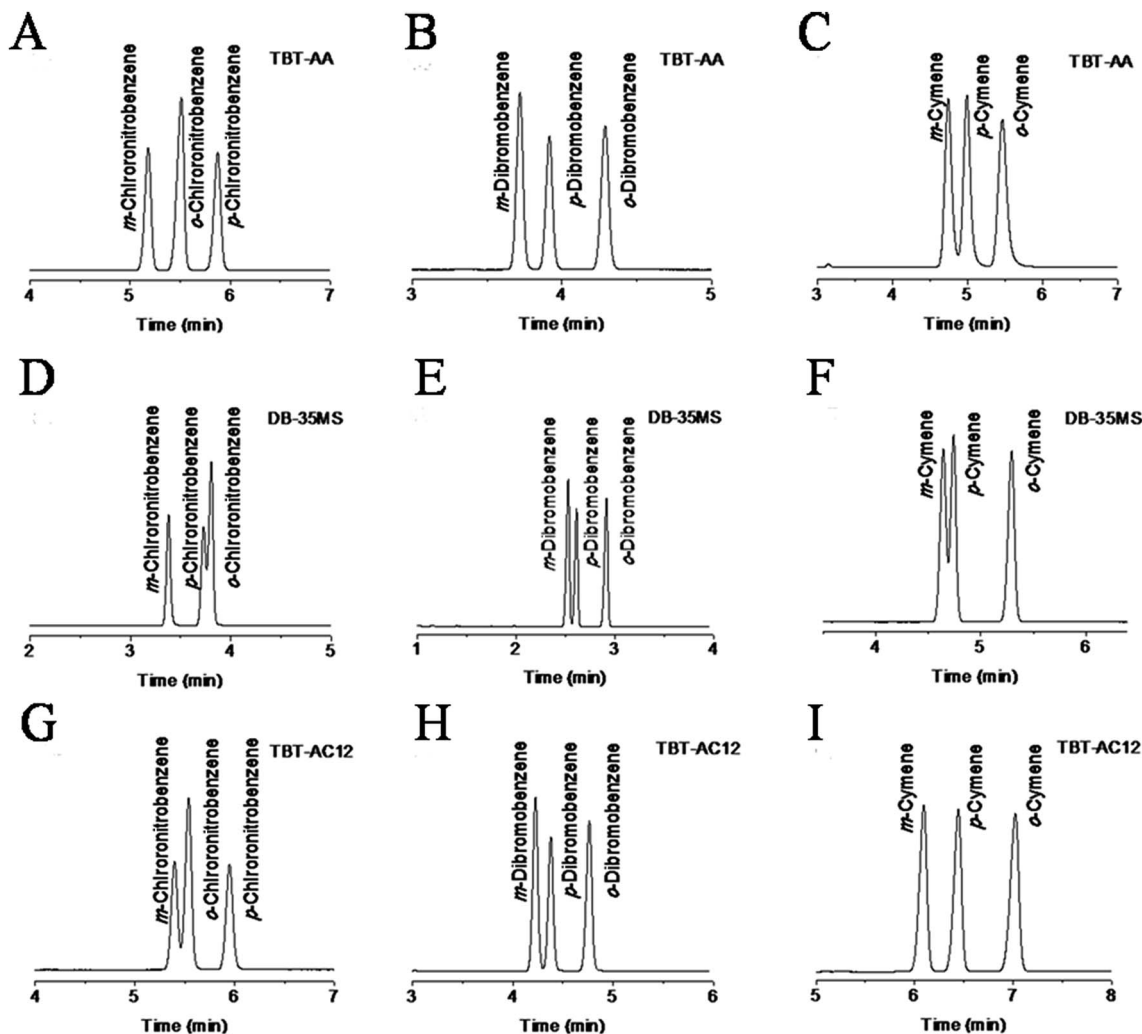 A
TBT-AA
m-Chlroronitrobenzene
o-Chlroronitrobenzene
p-Chlroronitrobenzene
4 5 6 7
Time (min)
B
TBT-AA
m-Dibromobenzene
p-Dibromobenzene
o-Dibromobenzene
3 4 5
Time (min)
C
TBT-AA
m-Cymene
p-Cymene
o-Cymene
3 4 5 6 7
Time (min)
D
DB-35MS
m-Chlroronitrobenzene
p-Chlroronitrobenzene
o-Chlroronitrobenzene
2 3 4 5
Time (min)
E
DB-35MS
m-Dibromobenzene
p-Dibromobenzene
o-Dibromobenzene
1 2 3 4
Time (min)
F
DB-35MS
m-Cymene
p-Cymene
o-Cymene
4 5 6
Time (min)
G
TBT-AC12
m-Chlroronitrobenzene
o-Chlroronitrobenzene
p-Chlroronitrobenzene
4 5 6 7
Time (min)
H
TBT-AC12
m-Dibromobenzene
p-Dibromobenzene
o-Dibromobenzene
3 4 5 6
Time (min)
I
TBT-AC12
m-Cymene
p-Cymene
o-Cymene
5 6 7 8
Time (min)